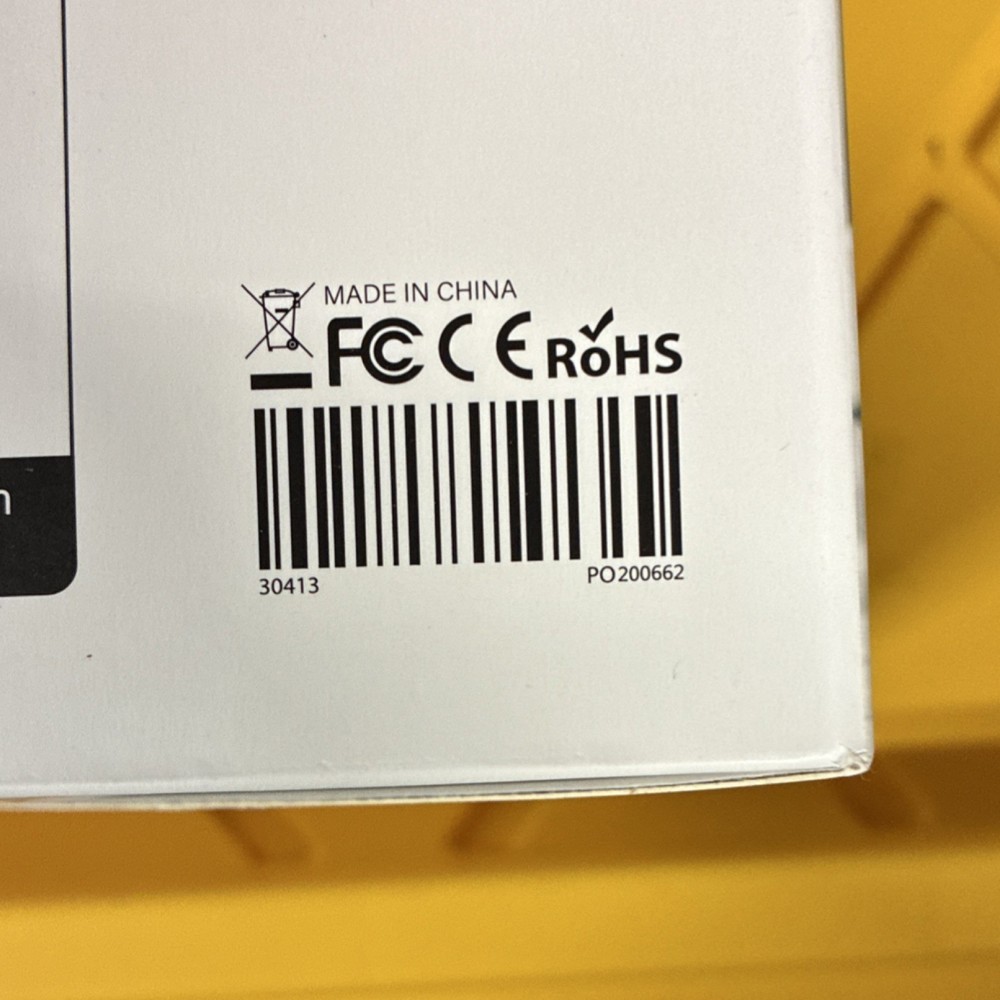 MADE IN CHINA
FC CE RoHS
30413 PO200662